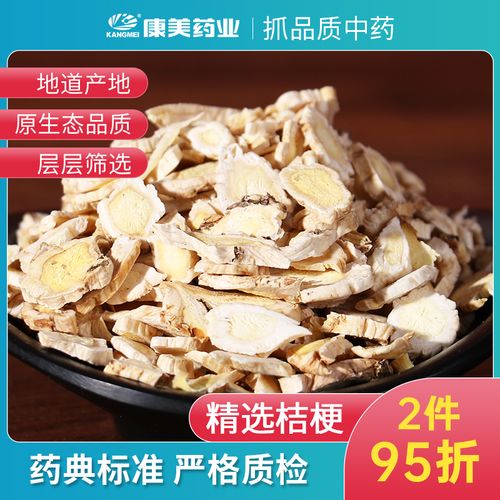 康美药业
KANGMEI
抓品质中药
地道产地
原生态品质
层层筛选
精选桔梗
2件
95折
药典标准 严格质检